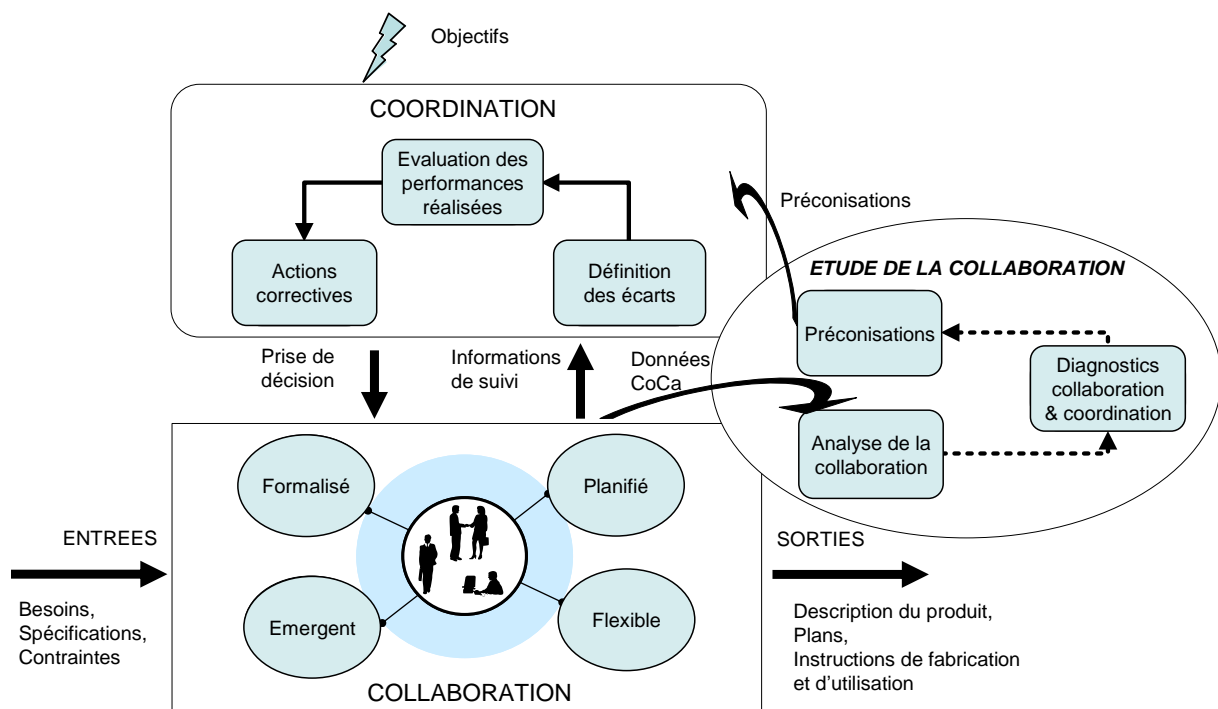 Objectifs
COORDINATION
Evaluation des
performances
réalisées
Actions
correctives
Définition
des écarts
Préconisations
ETUDE DE LA COLLABORATION
Préconisations
Diagnostics
collaboration
& coordination
Analyse de la
collaboration
Prise de
décision
Informations
de suivi
Données
CoCa
Formalisé
Planifié
Emergent
Flexible
COLLABORATION
ENTREES
Besoins,
Spécifications,
Contraintes
SORTIES
Description du produit,
Plans,
Instructions de fabrication
et d'utilisation